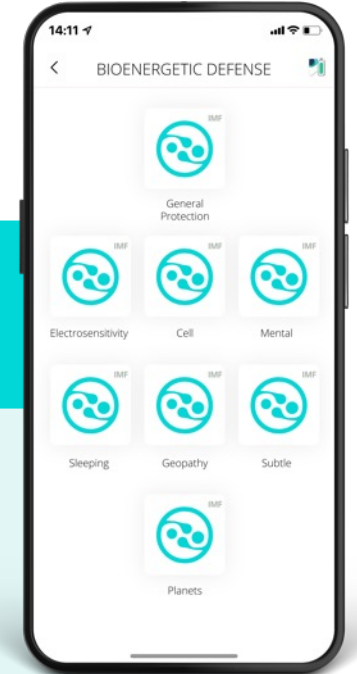 14:11
BIOENERGETIC DEFENSE
IMF
General
Protection
IMF
IMF
IMF
Electrosensitivity
Cell
Mental
IMF
IMF
IMF
Sleeping
Geopathy
Subtle
IMF
Planets